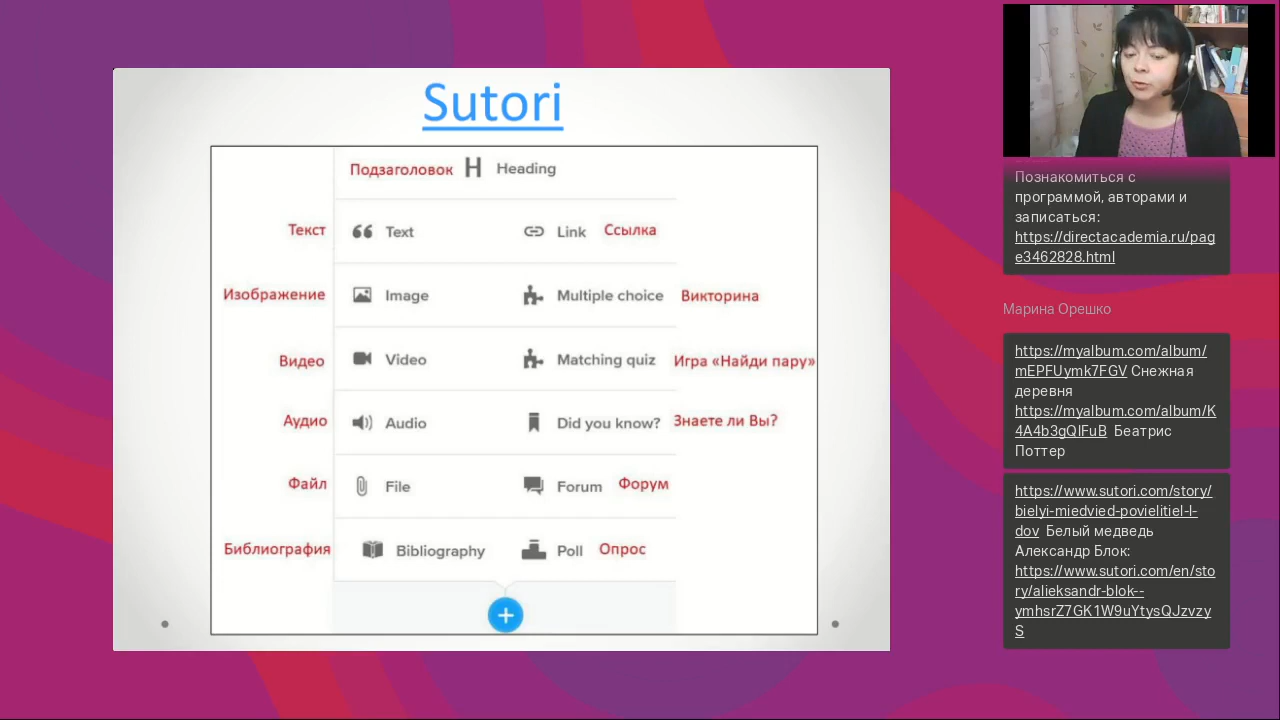 Sutori
Подзаголовок H Heading
Текст Text Link Ссылка
Изображение Image Multiple choice Викторина
Видео Video Matching quiz Игра «Найди пару»
Аудио Audio Did you know? Знаете ли Вы?
Файл File Forum Форум
Библиография Bibliography Poll Опрос
Познакомиться с
программой, авторами и
записаться:
https://directacademia.ru/pag
e3462828.html
Марина Орешко
https://myalbum.com/album/
mEPFUymk7FGV Снежная
деревня
https://myalbum.com/album/K
4A4b3gQlFuB Беатрис
Поттер
https://www.sutori.com/story/
bielyi-miedvied-povielitiel-l-
dov Белый медведь
Александр Блок:
https://www.sutori.com/en/sto
ry/alieksandr-blok--
ymhsrZ7GK1W9uYtysQJzvzy
S